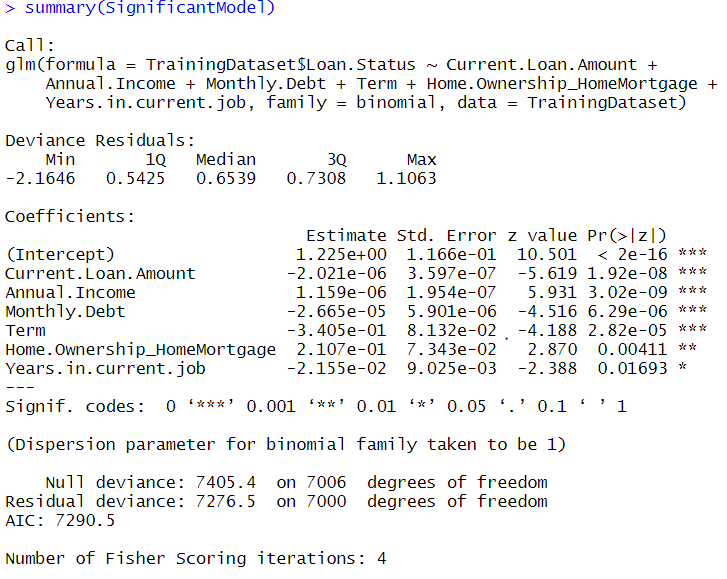 > summary(SignificantModel)
Call:
glm(formula = TrainingDataset$Loan.Status ~ Current.Loan.Amount +
    Annual.Income + Monthly.Debt + Term + Home.Ownership_HomeMortgage +
    Years.in.current.job, family = binomial, data = TrainingDataset)
Deviance Residuals:
    Min       1Q   Median       3Q      Max
-2.1646   0.5425   0.6539   0.7308   1.1063
Coefficients:
                            Estimate Std. Error z value Pr(>|z|)
(Intercept)                1.225e+00  1.166e-01  10.501  < 2e-16 ***
Current.Loan.Amount       -2.021e-06  3.597e-07  -5.619 1.92e-08 ***
Annual.Income              1.159e-06  1.954e-07   5.931 3.02e-09 ***
Monthly.Debt              -2.665e-05  5.901e-06  -4.516 6.29e-06 ***
Term                      -3.405e-01  8.132e-02  -4.188 2.82e-05 ***
Home.Ownership_HomeMortgage  2.107e-01  7.343e-02   2.870  0.00411 **
Years.in.current.job      -2.155e-02  9.025e-03  -2.388  0.01693 *
---
Signif. codes:  0 ‘***’ 0.001 ‘**’ 0.01 ‘*’ 0.05 ‘.’ 0.1 ‘ ’ 1
(Dispersion parameter for binomial family taken to be 1)
    Null deviance: 7405.4  on 7006  degrees of freedom
Residual deviance: 7276.5  on 7000  degrees of freedom
AIC: 7290.5
Number of Fisher Scoring iterations: 4